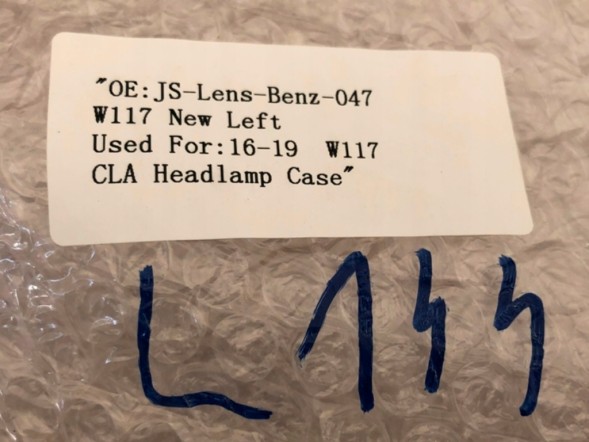 "OE:JS-Lens-Benz-047
W117 New Left
Used For:16-19 W117
CLA Headlamp Case"
L